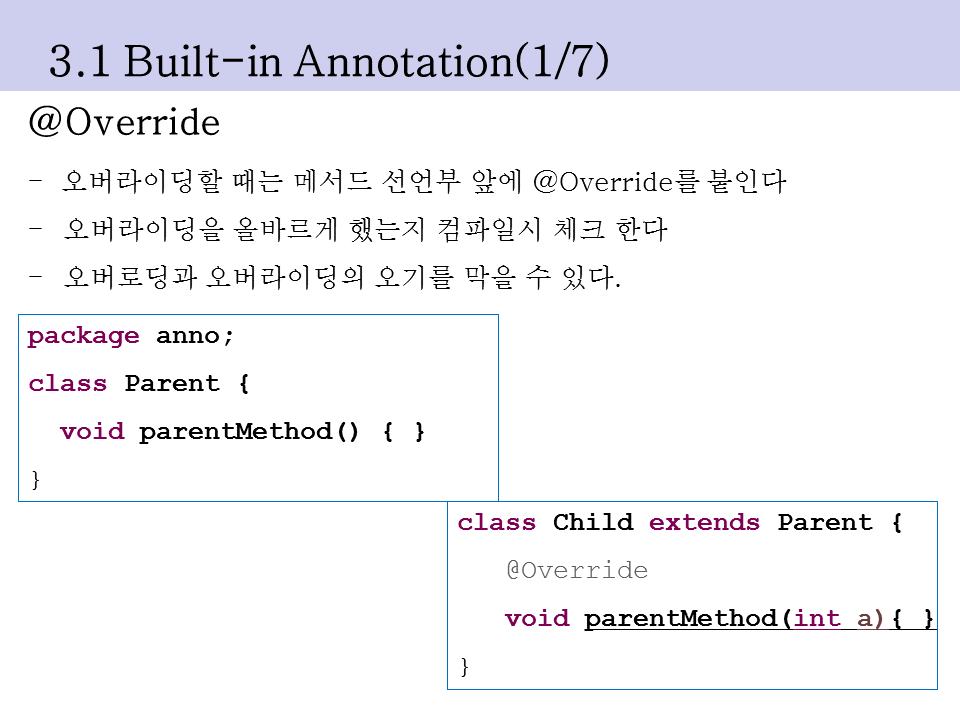 3.1 Built-in Annotation(1/7)
@Override
- 오버라이딩할 때는 메서드 선언부 앞에 @Override를 붙인다
- 오버라이딩을 올바르게 했는지 컴파일시 체크 한다
- 오버로딩과 오버라이딩의 오기를 막을 수 있다.
package anno;
class Parent {
void parentMethod() { }
}
class Child extends Parent {
@Override
void parentMethod(int a){ }
}